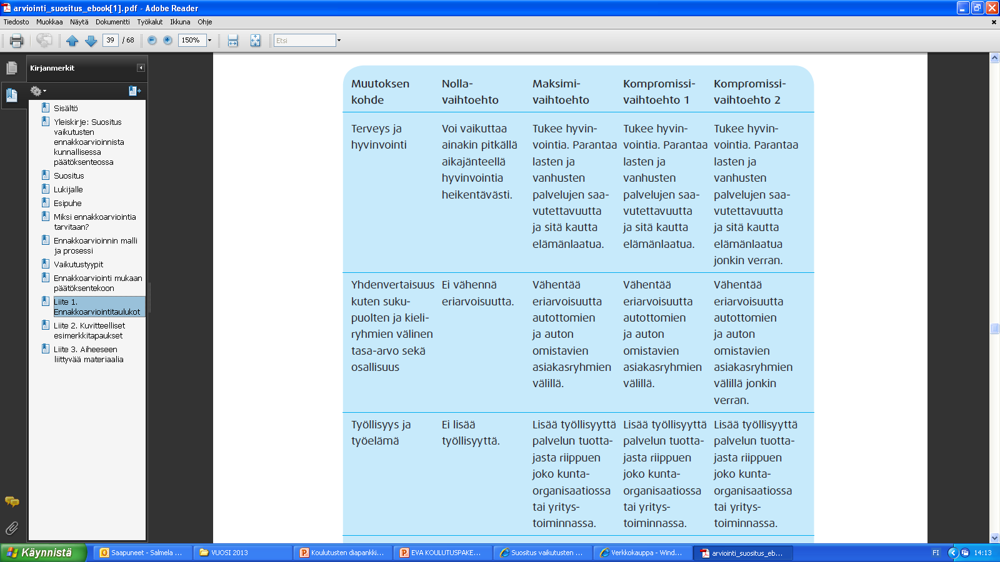 arviointi_suositus_ebook[1].pdf - Adobe Reader
Tiedosto Muokkaa Näytä Dokumentti Työkalut Ikkuna Ohje
39 / 68 150% Etsi
Kirjanmerkit
Sisältö
Yleiskirje: Suositus
vaikutusten
ennakkoarvioinnista
kunnallisessa
päätöksenteossa
Suositus
Lukijalle
Esipuhe
Miksi ennakkoarviointia
tarvitaan?
Ennakkoarvioinnin malli
ja prosessi
Vaikutustyypit
Ennakkoarviointi mukaan
päätöksentekoon
Liite 1.
Ennakkoarviointitaulukot
Liite 2. Kuvitteelliset
esimerkkitapaukset
Liite 3. Aiheeseen
liittyvää materiaalia
Muutoksen
kohde
Nolla-
vaihtoehto
Maksimi-
vaihtoehto
Kompromissi-
vaihtoehto 1
Kompromissi-
vaihtoehto 2
Terveys ja
hyvinvointi
Voi vaikuttaa
ainakin pitkällä
aikajänteellä
hyvinvointia
heikentävästi.
Tukee hyvin-
vointia. Parantaa
lasten ja
vanhusten
palvelujen saa-
vutettavuutta
ja sitä kautta
elämänlaatua.
Tukee hyvin-
vointia. Parantaa
lasten ja
vanhusten
palvelujen saa-
vutettavuutta
ja sitä kautta
elämänlaatua.
Tukee hyvin-
vointia. Parantaa
lasten ja
vanhusten
palvelujen saa-
vutettavuutta
ja sitä kautta
elämänlaatua
jonkin verran.
Yhdenvertaisuus
kuten suku-
puolten ja kieli-
ryhmien välinen
tasa-arvo sekä
osallisuus
Ei vähennä
eriarvoisuutta.
Vähentää
eriarvoisuutta
autottomien
ja auton
omistavien
asiakasryhmien
välillä.
Vähentää
eriarvoisuutta
autottomien
ja auton
omistavien
asiakasryhmien
välillä.
Vähentää
eriarvoisuutta
autottomien
ja auton
omistavien
asiakasryhmien
välillä jonkin
verran.
Työllisyys ja
työelämä
Ei lisää
työllisyyttä.
Lisää työllisyyttä
palvelun tuotta-
jasta riippuen
joko kunta-
organisaatiossa
tai yritys-
toiminnassa.
Lisää työllisyyttä
palvelun tuotta-
jasta riippuen
joko kunta-
organisaatiossa
tai yritys-
toiminnassa.
Lisää työllisyyttä
palvelun tuotta-
jasta riippuen
joko kunta-
organisaatiossa
tai yritys-
toiminnassa.
Käynnistä Saapuneet - Salmela ... VUOSI 2013 Koulutusten diapankki... EVA KOULUTUSPAKE... Suositus vaikutusten ... Verkkokauppa - Wind... arviointi_suositus_eb... FI 14:13